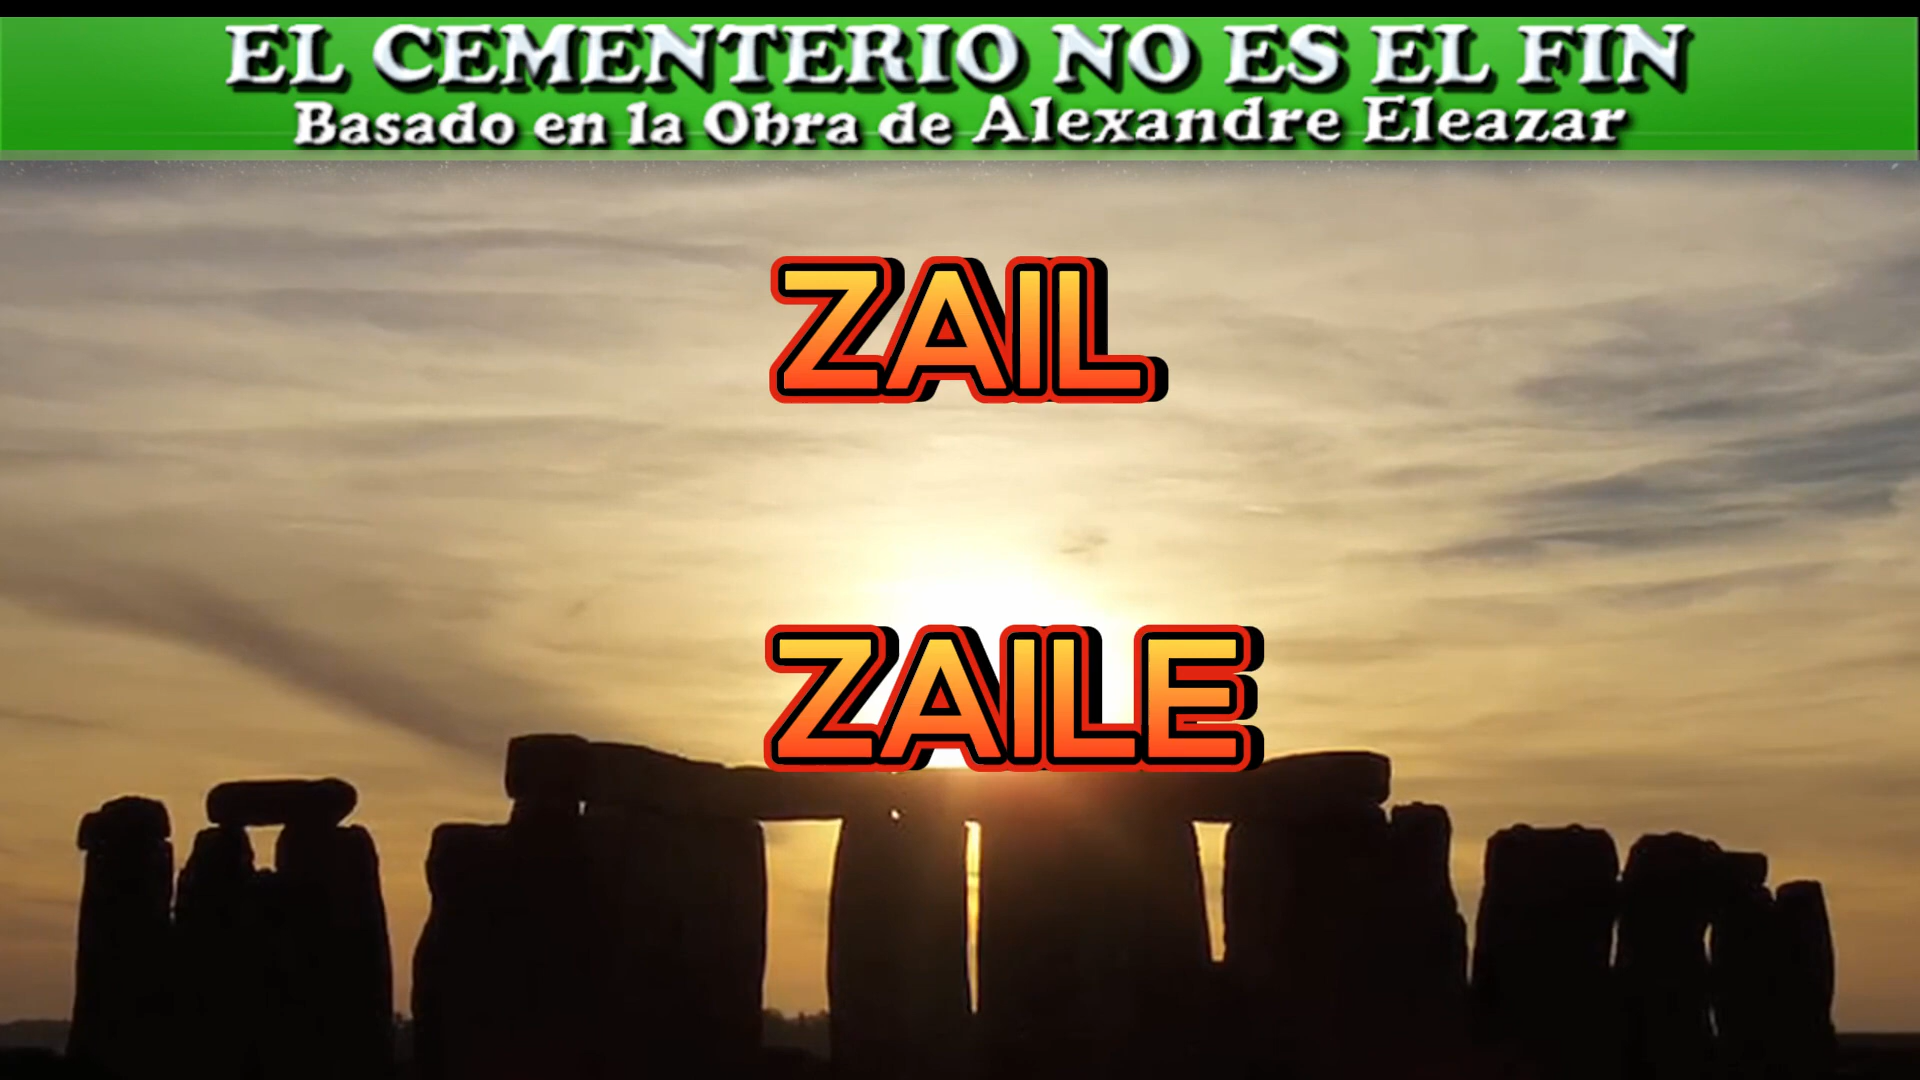 EL CEMENTERIO NO ES EL FIN
Basado en la Obra de Alexandre Eleazar
ZAIL
ZAILE